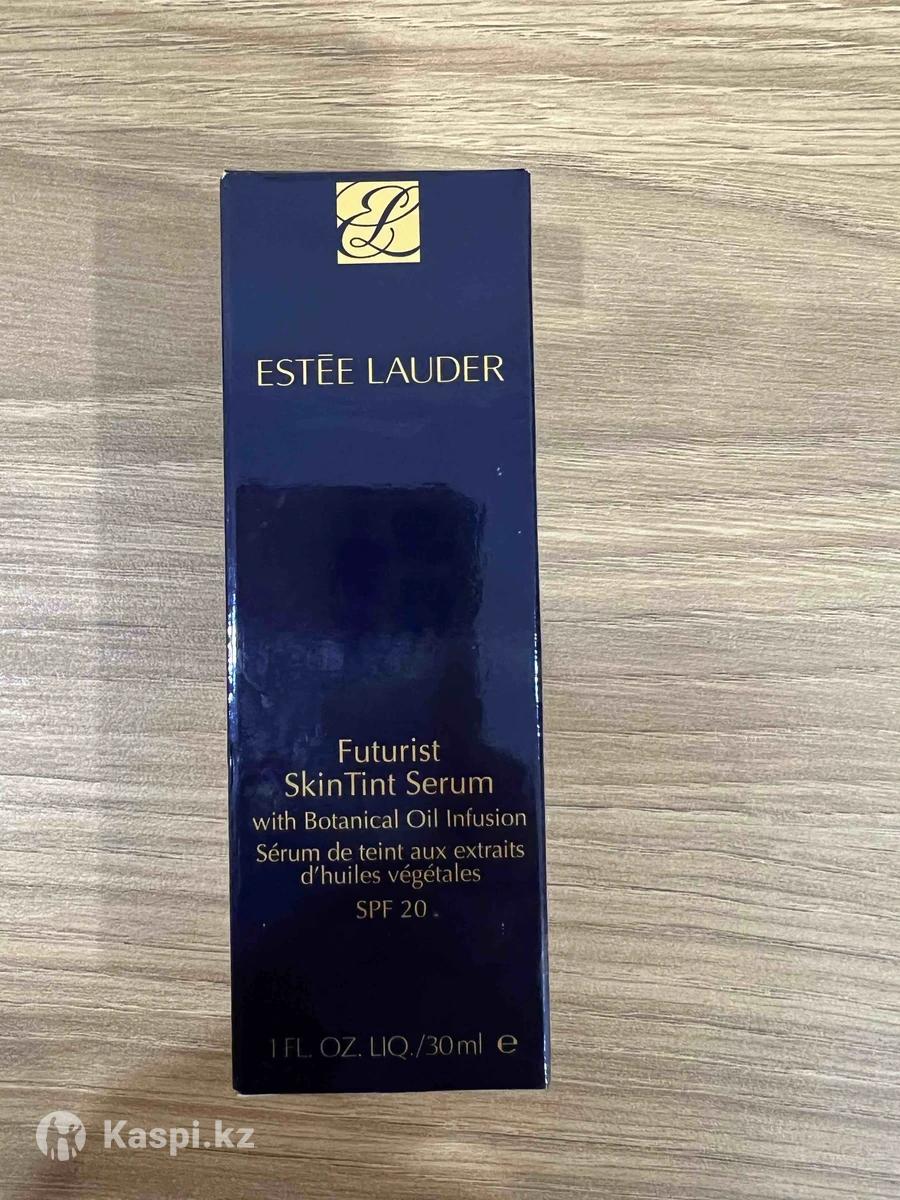 EL
ESTĒE LAUDER
Futurist
SkinTint Serum
with Botanical Oil Infusion
Sérum de teint aux extraits
d'huiles végétales
SPF 20
1 FL. OZ. LIQ./30ml ℮
Kaspi.kz